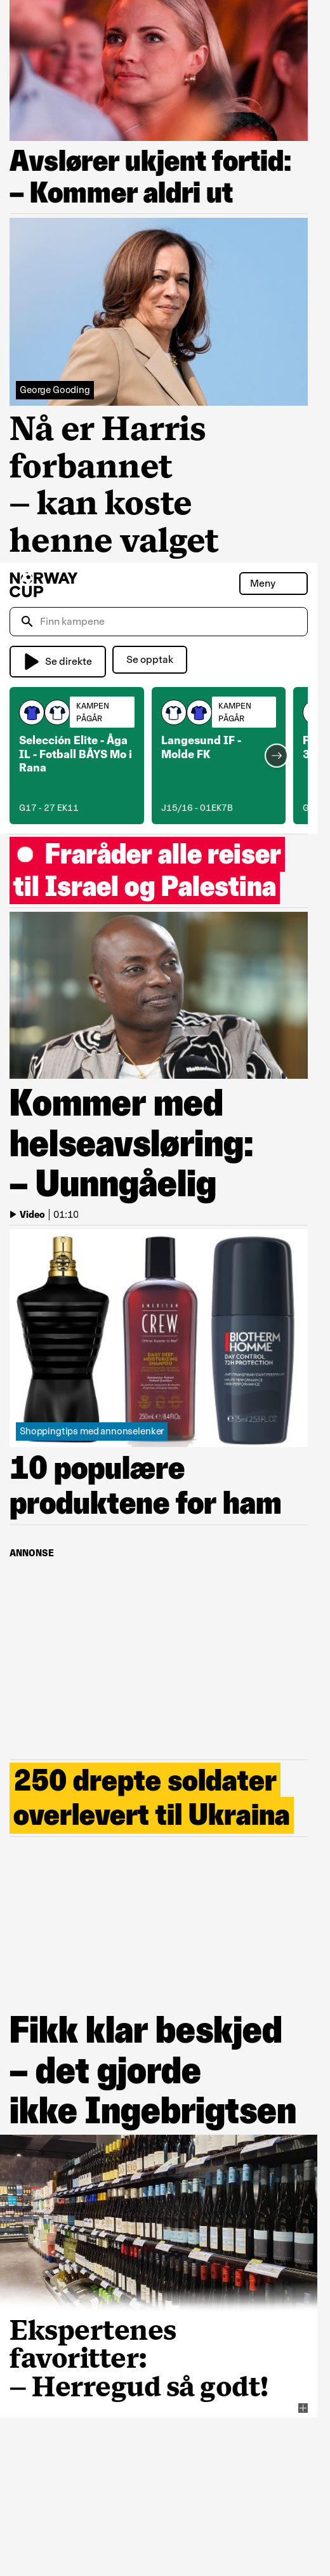 Avslører ukjent fortid:
– Kommer aldri ut
George Gooding
Nå er Harris
forbannet
– kan koste
henne valget
NORWAY
CUP
Meny
Finn kampene
Se direkte
Se opptak
KAMPEN
PÅGÅR
Selección Elite - Åga
IL - Fotball BÅYS Mo i
Rana
G17 - 27 EK11
KAMPEN
PÅGÅR
Langesund IF -
Molde FK
J15/16 - 01EK7B
F
3
G
Fraråder alle reiser
til Israel og Palestina
Kommer med
helseavsløring:
– Uunngåelig
Video | 01:10
AMERICAN
CREW
DAILY DEEP MOISTURIZING
SHAMPOO
250 ml e (8.4 Fl. Oz.)
BIOTHERM
HOMME
DAY CONTROL
72H PROTECTION
75ml 2.53 FL.OZ.
Shoppingtips med annonselenker
10 populære
produktene for ham
ANNONSE
250 drepte soldater
overlevert til Ukraina
Fikk klar beskjed
– det gjorde
ikke Ingebrigtsen
Ekspertenes
favoritter:
– Herregud så godt!